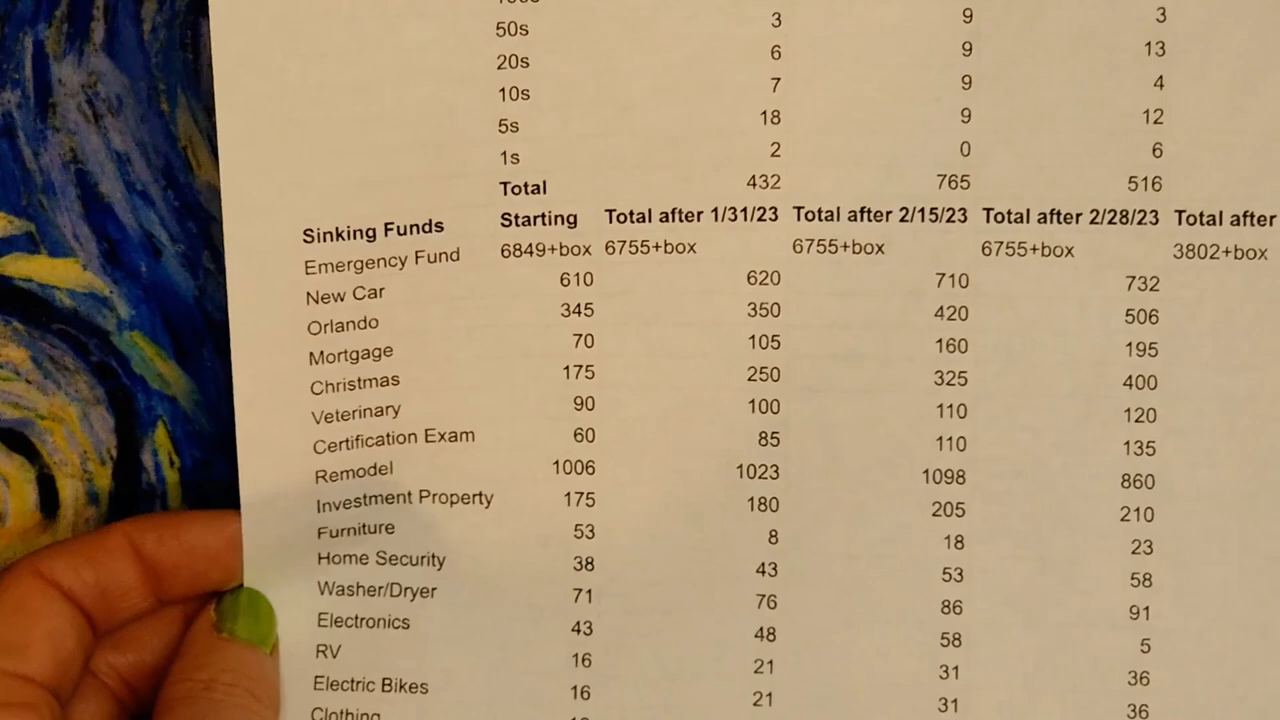 50s 3 9 3
20s 6 9 13
10s 7 9 4
5s 18 9 12
1s 2 0 6
Total 432 765 516
Sinking Funds Starting Total after 1/31/23 Total after 2/15/23 Total after 2/28/23 Total after
Emergency Fund 6849+box 6755+box 6755+box 6755+box 3802+box
New Car 610 620 710 732
Orlando 345 350 420 506
Mortgage 70 105 160 195
Christmas 175 250 325 400
Veterinary 90 100 110 120
Certification Exam 60 85 110 135
Remodel 1006 1023 1098 860
Investment Property 175 180 205 210
Furniture 53 8 18 23
Home Security 38 43 53 58
Washer/Dryer 71 76 86 91
Electronics 43 48 58 5
RV 16 21 31 36
Electric Bikes 16 21 31 36
Clothing